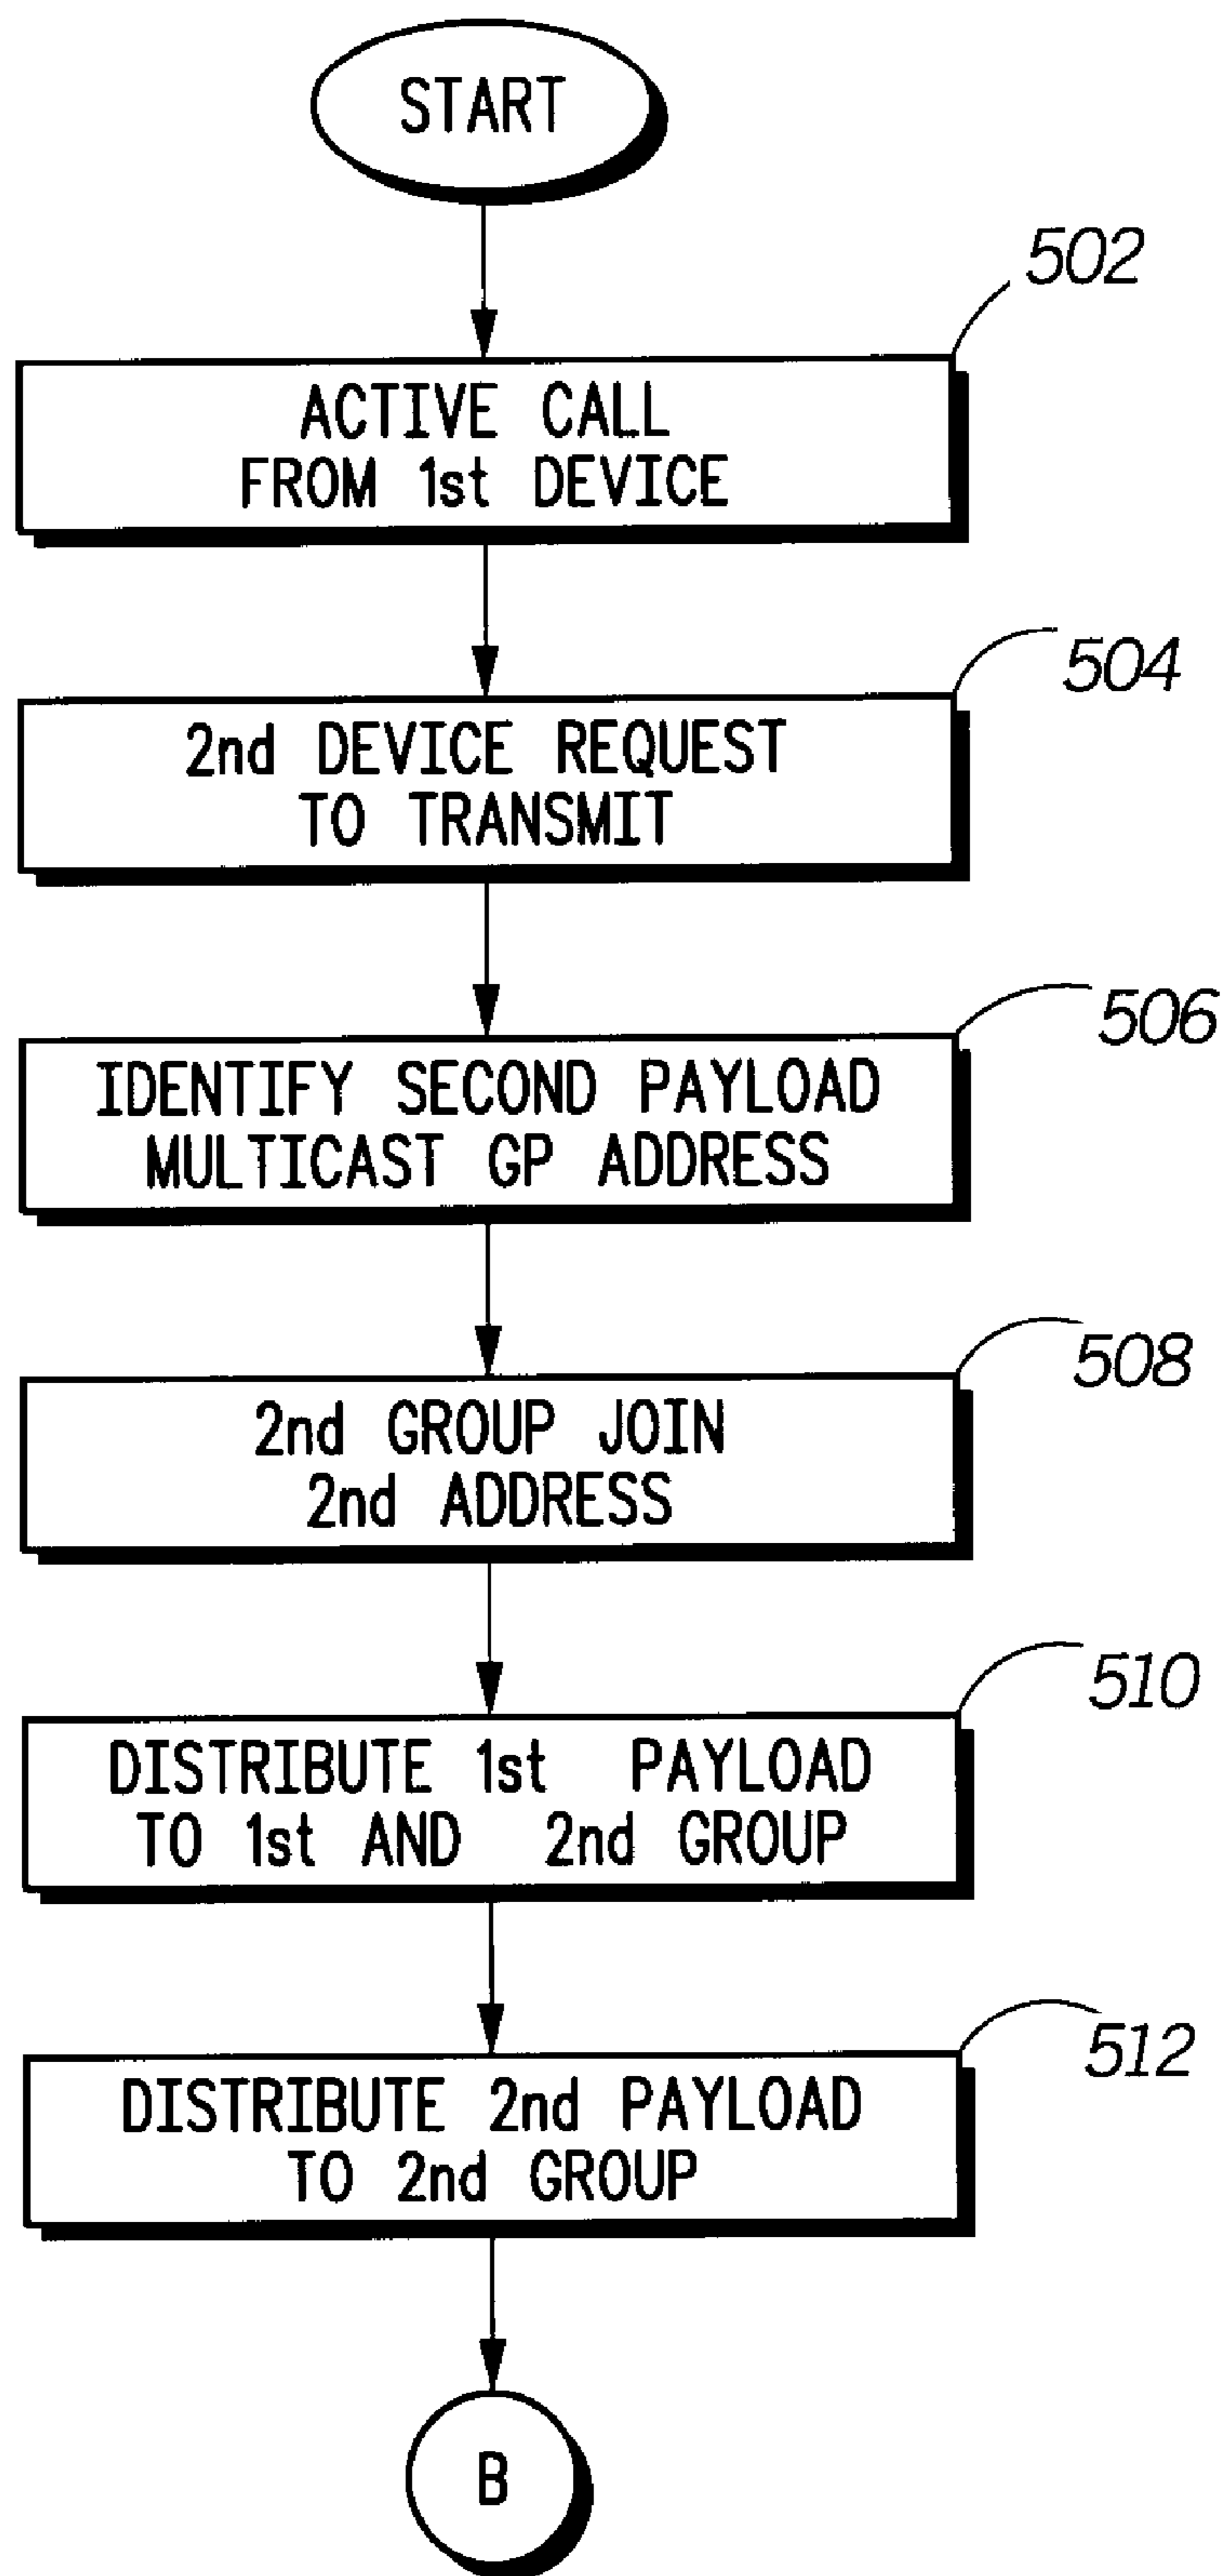 START
502
ACTIVE CALL
FROM 1st DEVICE
504
2nd DEVICE REQUEST
TO TRANSMIT
506
IDENTIFY SECOND PAYLOAD
MULTICAST GP ADDRESS
508
2nd GROUP JOIN
2nd ADDRESS
510
DISTRIBUTE 1st PAYLOAD
TO 1st AND 2nd GROUP
512
DISTRIBUTE 2nd PAYLOAD
TO 2nd GROUP
B